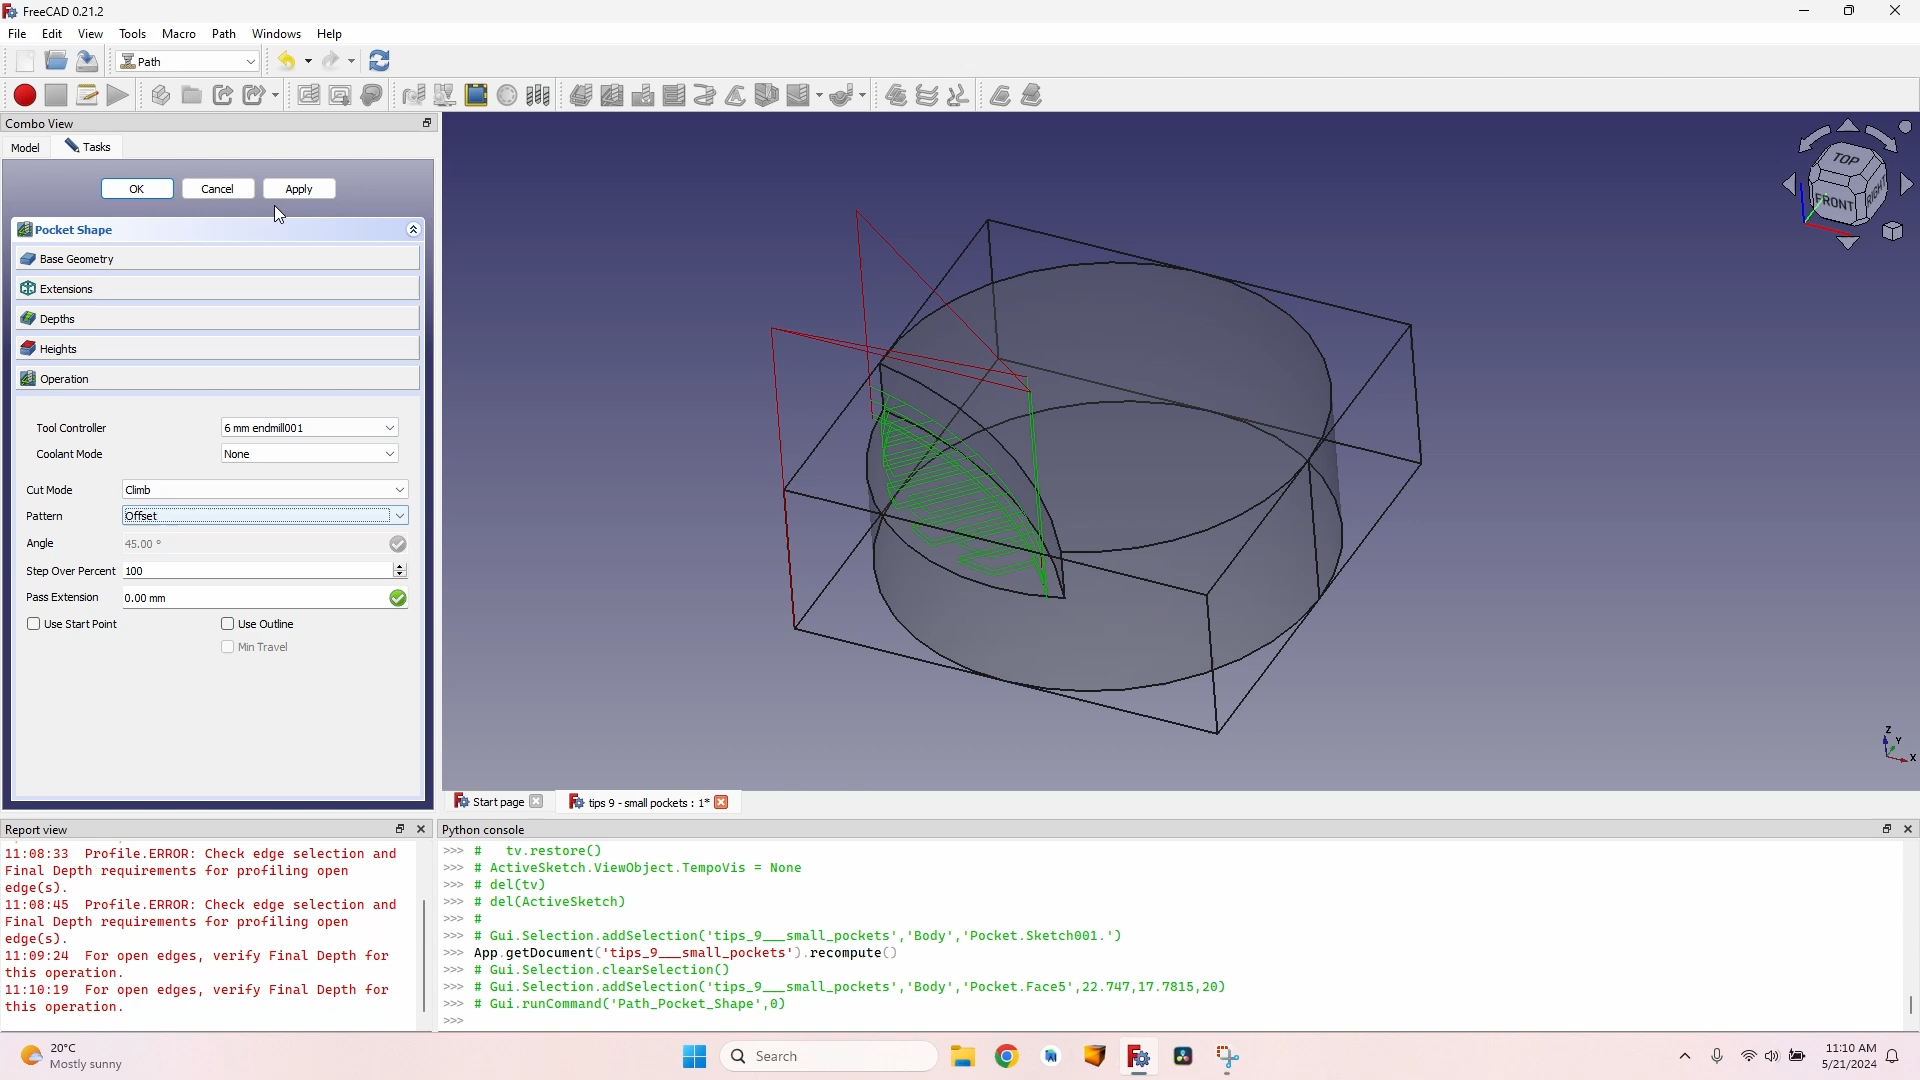 FreeCAD 0.21.2
File Edit View Tools Macro Path Windows Help
Path
Combo View
Model Tasks
OK Cancel Apply
Pocket Shape
Base Geometry
Extensions
Depths
Heights
Operation
Tool Controller 6 mm endmill001
Coolant Mode None
Cut Mode Climb
Pattern Offset
Angle 45.00 °
Step Over Percent 100
Pass Extension 0.00 mm
Use Start Point Use Outline
Min Travel
TOP
FRONT RIGHT
Z
Y
X
Start page tips 9 - small pockets : 1*
Report view
11:08:33 Profile.ERROR: Check edge selection and
Final Depth requirements for profiling open
edge(s).
11:08:45 Profile.ERROR: Check edge selection and
Final Depth requirements for profiling open
edge(s).
11:09:24 For open edges, verify Final Depth for
this operation.
11:10:19 For open edges, verify Final Depth for
this operation.
Python console
>>> #   tv.restore()
>>> # ActiveSketch.ViewObject.TempoVis = None
>>> # del(tv)
>>> # del(ActiveSketch)
>>> #
>>> # Gui.Selection.addSelection('tips_9___small_pockets','Body','Pocket.Sketch001.')
>>> App.getDocument('tips_9___small_pockets').recompute()
>>> # Gui.Selection.clearSelection()
>>> # Gui.Selection.addSelection('tips_9___small_pockets','Body','Pocket.Face5',22.747,17.7815,20)
>>> # Gui.runCommand('Path_Pocket_Shape',0)
>>>
20°C
Mostly sunny
Search
11:10 AM
5/21/2024